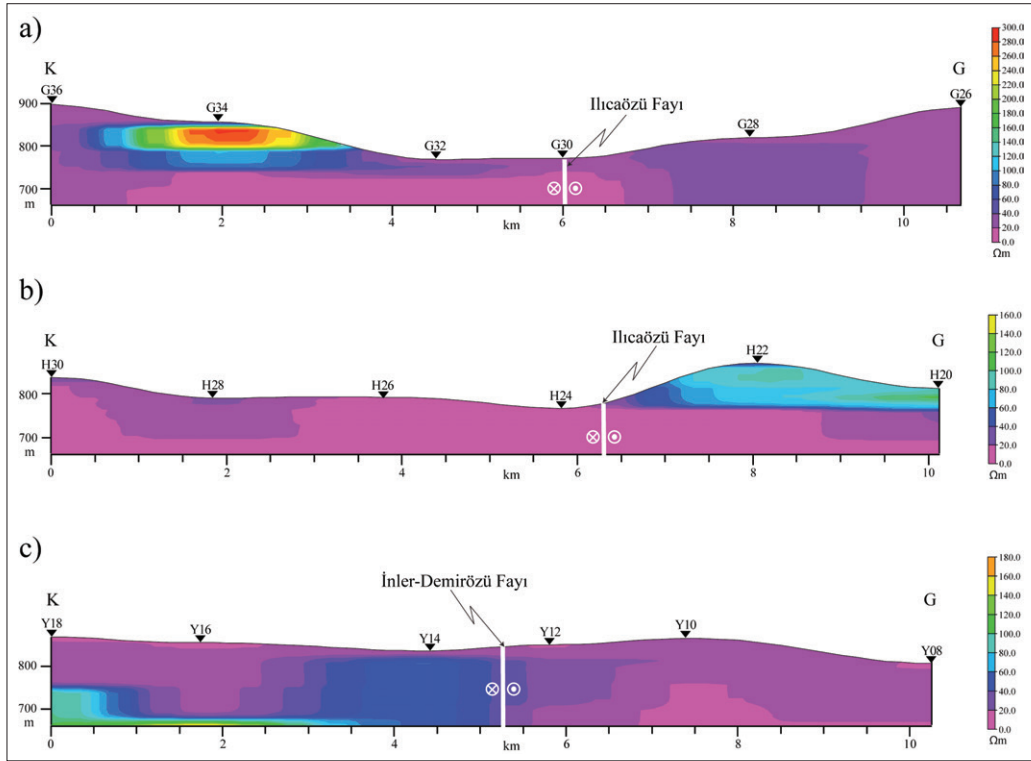 a)
K
G
G36
G34
G32
G30
G28
G26
Ilıcaözü Fayı
900
800
700
m
0
2
4
6
8
10
km
300.0
280.0
260.0
240.0
220.0
200.0
180.0
160.0
140.0
120.0
100.0
80.0
60.0
40.0
20.0
0.0
Ωm
b)
K
G
H30
H28
H26
H24
H22
H20
Ilıcaözü Fayı
800
700
m
0
2
4
6
8
10
km
160.0
140.0
120.0
100.0
80.0
60.0
40.0
20.0
0.0
Ωm
c)
K
G
Y18
Y16
Y14
Y12
Y10
Y08
İnler-Demirözü Fayı
800
700
m
0
2
4
6
8
10
km
180.0
160.0
140.0
120.0
100.0
80.0
60.0
40.0
20.0
0.0
Ωm